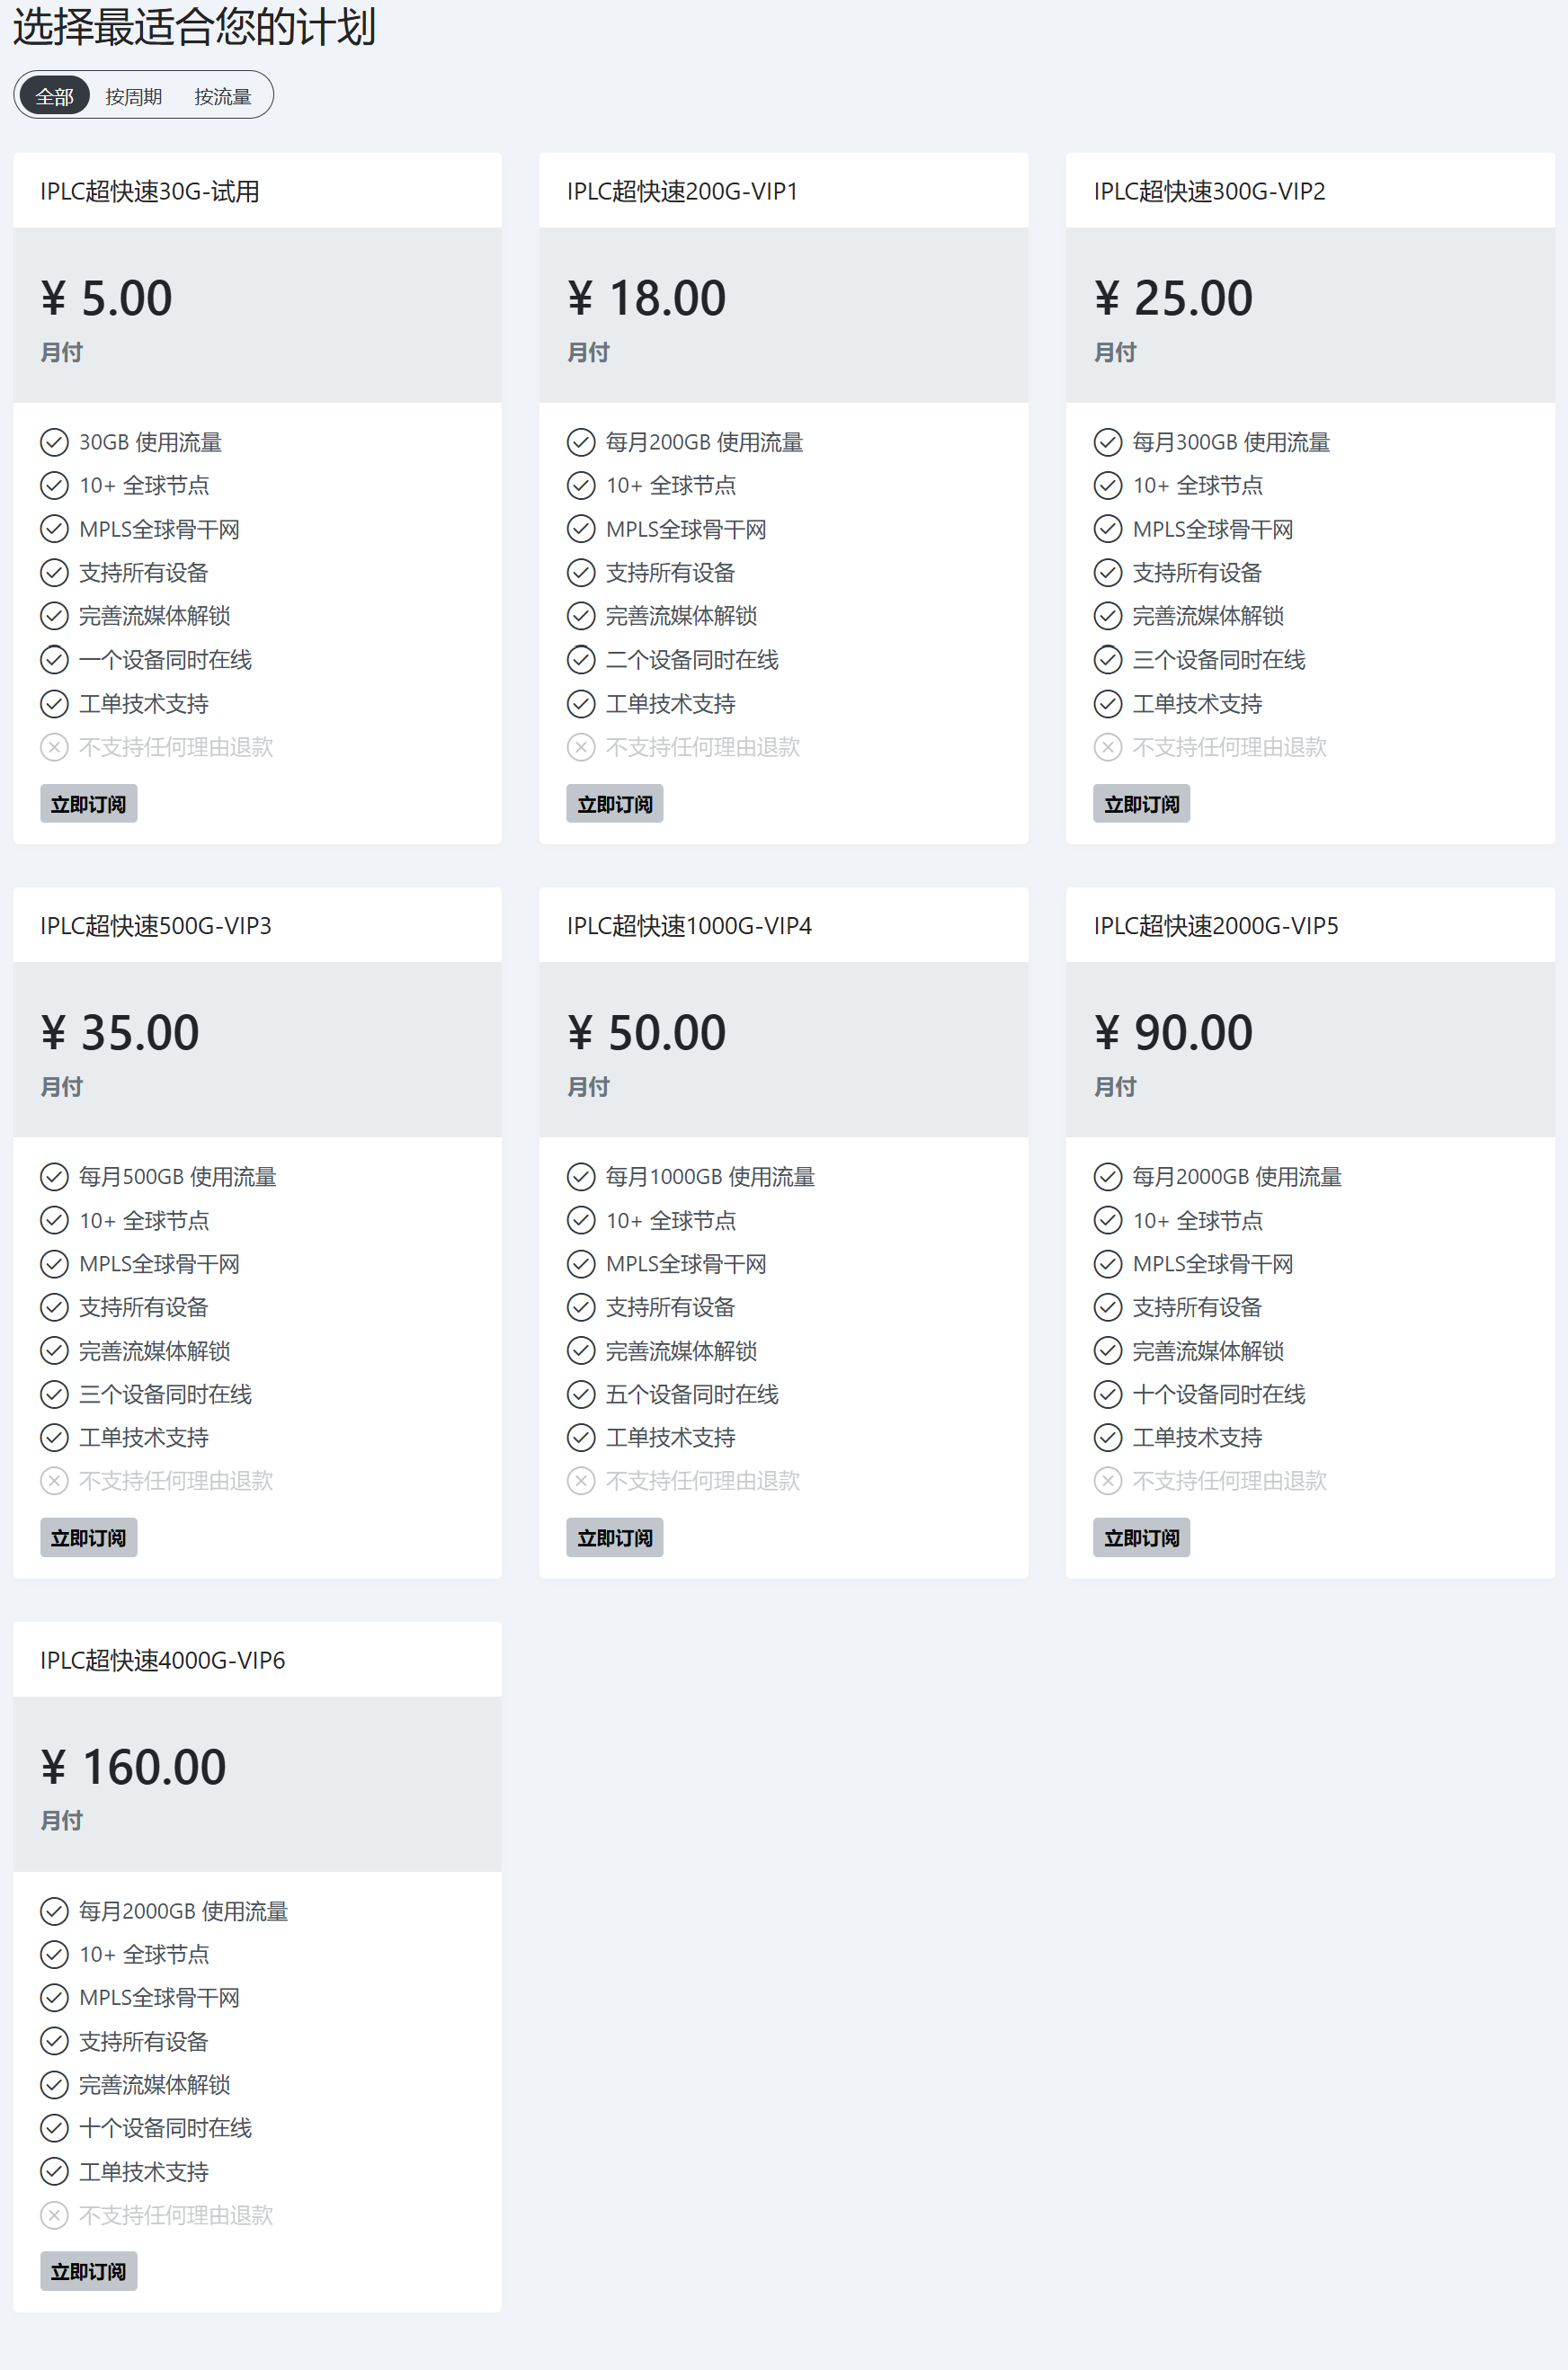 选择最适合您的计划
全部 按周期 按流量
IPLC超快速30G-试用
¥ 5.00
月付
30GB 使用流量
10+ 全球节点
MPLS全球骨干网
支持所有设备
完善流媒体解锁
一个设备同时在线
工单技术支持
不支持任何理由退款
立即订阅
IPLC超快速200G-VIP1
¥ 18.00
月付
每月200GB 使用流量
10+ 全球节点
MPLS全球骨干网
支持所有设备
完善流媒体解锁
二个设备同时在线
工单技术支持
不支持任何理由退款
立即订阅
IPLC超快速300G-VIP2
¥ 25.00
月付
每月300GB 使用流量
10+ 全球节点
MPLS全球骨干网
支持所有设备
完善流媒体解锁
三个设备同时在线
工单技术支持
不支持任何理由退款
立即订阅
IPLC超快速500G-VIP3
¥ 35.00
月付
每月500GB 使用流量
10+ 全球节点
MPLS全球骨干网
支持所有设备
完善流媒体解锁
三个设备同时在线
工单技术支持
不支持任何理由退款
立即订阅
IPLC超快速1000G-VIP4
¥ 50.00
月付
每月1000GB 使用流量
10+ 全球节点
MPLS全球骨干网
支持所有设备
完善流媒体解锁
五个设备同时在线
工单技术支持
不支持任何理由退款
立即订阅
IPLC超快速2000G-VIP5
¥ 90.00
月付
每月2000GB 使用流量
10+ 全球节点
MPLS全球骨干网
支持所有设备
完善流媒体解锁
十个设备同时在线
工单技术支持
不支持任何理由退款
立即订阅
IPLC超快速4000G-VIP6
¥ 160.00
月付
每月2000GB 使用流量
10+ 全球节点
MPLS全球骨干网
支持所有设备
完善流媒体解锁
十个设备同时在线
工单技术支持
不支持任何理由退款
立即订阅